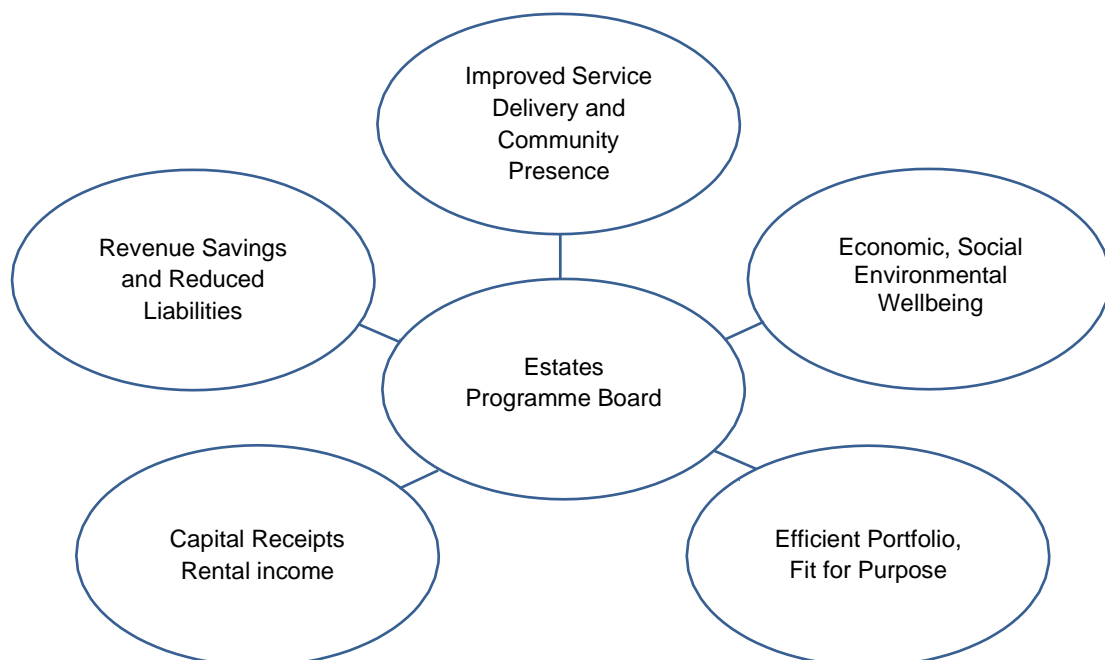 Improved Service
Delivery and
Community
Presence
Revenue Savings
and Reduced
Liabilities
Economic, Social
Environmental
Wellbeing
Estates
Programme Board
Capital Receipts
Rental income
Efficient Portfolio,
Fit for Purpose